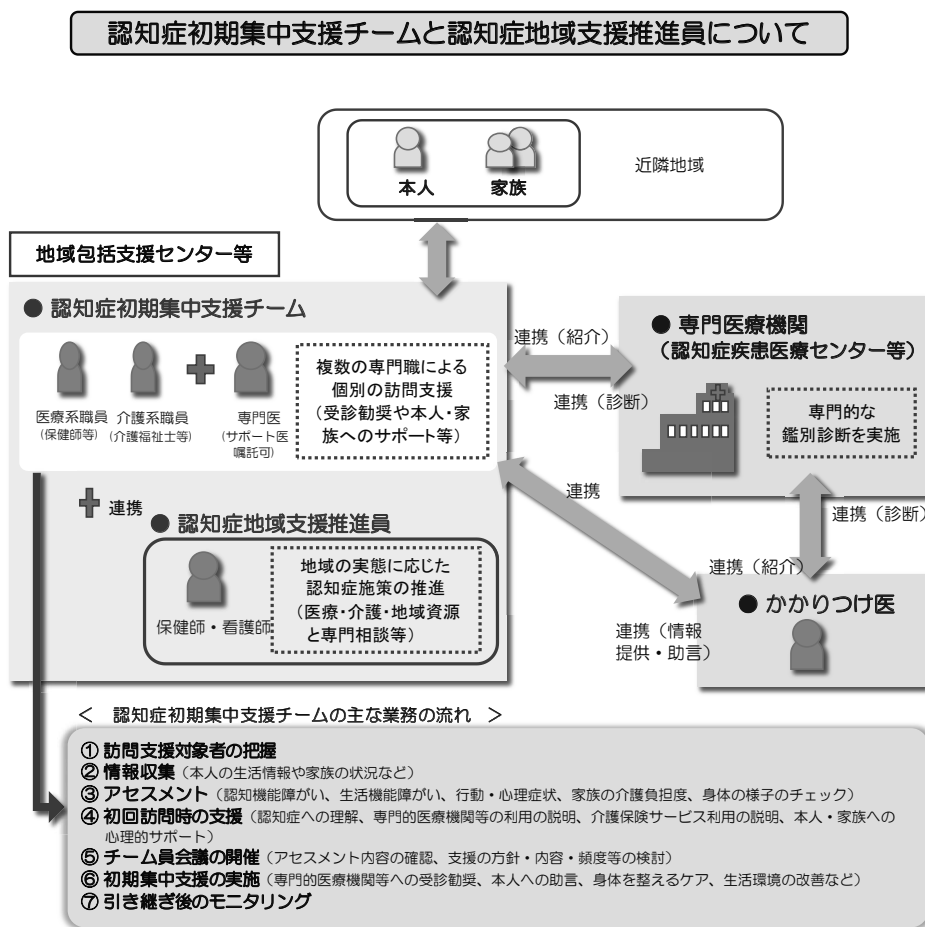 認知症初期集中支援チームと認知症地域支援推進員について
本人
家族
近隣地域
地域包括支援センター等
● 認知症初期集中支援チーム
医療系職員
(保健師等)
介護系職員
(介護福祉士等)
専門医
(サポート医
嘱託可)
複数の専門職による
個別の訪問支援
(受診勧奨や本人・家
族へのサポート等)
連携
● 認知症地域支援推進員
保健師・看護師
地域の実態に応じた
認知症施策の推進
(医療・介護・地域資源
と専門相談等)
連携(紹介)
連携(診断)
● 専門医療機関
(認知症疾患医療センター等)
専門的な
鑑別診断を実施
連携
連携(診断)
連携(紹介)
連携(情報
提供・助言)
● かかりつけ医
< 認知症初期集中支援チームの主な業務の流れ >
① 訪問支援対象者の把握
② 情報収集(本人の生活情報や家族の状況など)
③ アセスメント(認知機能障がい、生活機能障がい、行動・心理症状、家族の介護負担度、身体の様子のチェック)
④ 初回訪問時の支援(認知症への理解、専門的医療機関等の利用の説明、介護保険サービス利用の説明、本人・家族への
心理的サポート)
⑤ チーム員会議の開催(アセスメント内容の確認、支援の方針・内容・頻度等の検討)
⑥ 初期集中支援の実施(専門的医療機関等への受診勧奨、本人への助言、身体を整えるケア、生活環境の改善など)
⑦ 引き継ぎ後のモニタリング